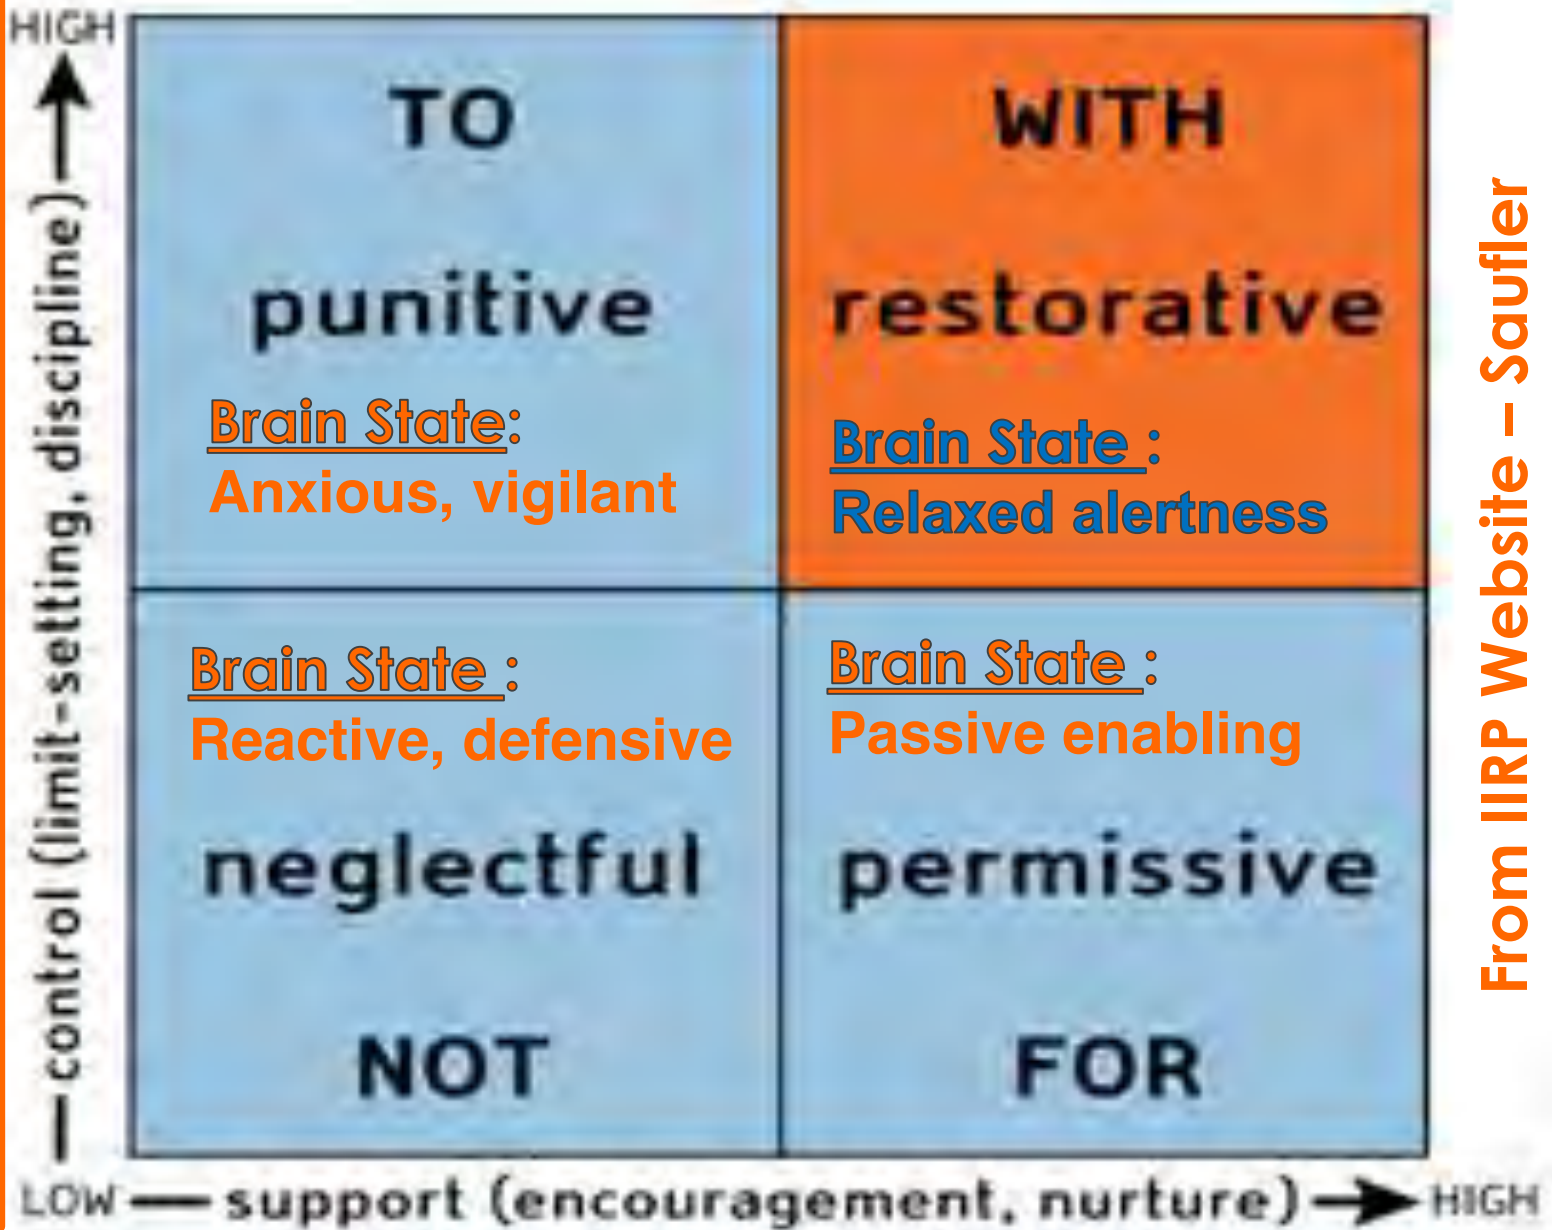 HIGH
TO
punitive
Brain State:
Anxious, vigilant
WITH
restorative
Brain State :
Relaxed alertness
Brain State :
Reactive, defensive
neglectful
NOT
Brain State :
Passive enabling
permissive
FOR
control (limit-setting, discipline)
LOW
support (encouragement, nurture)
HIGH
From IIRP Website – Saufler